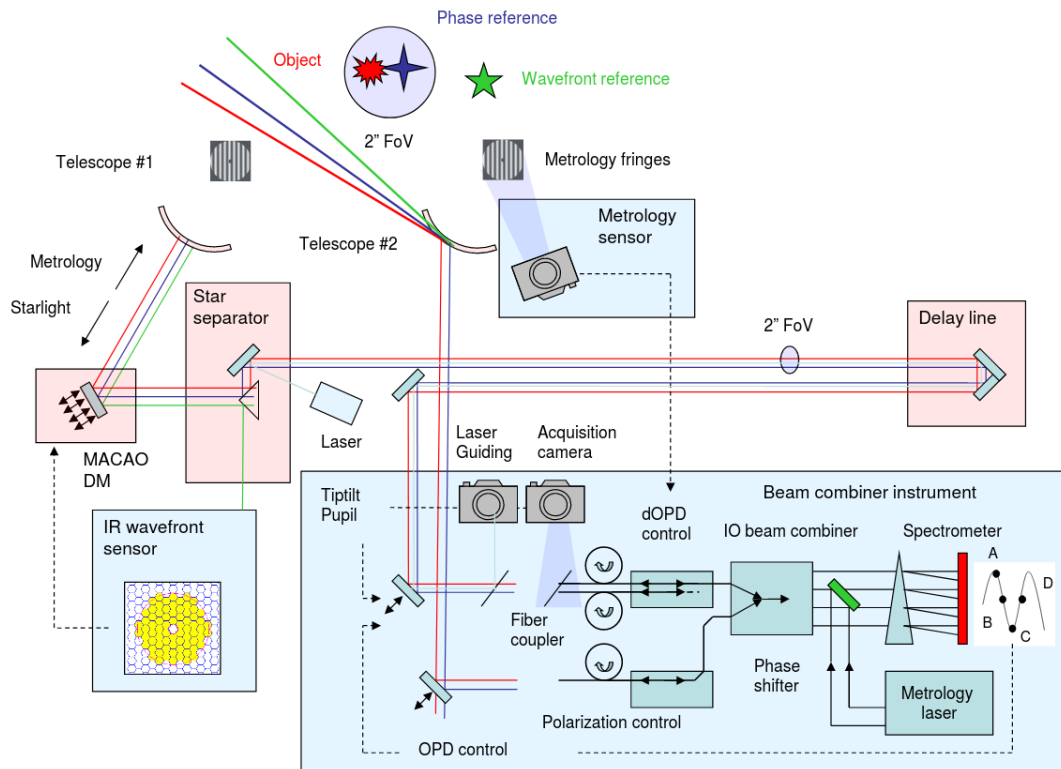 Phase reference
Object
Wavefront reference
2” FoV
Telescope #1
Metrology fringes
Telescope #2
Metrology
sensor
Metrology
Starlight
Star
separator
2” FoV
Delay line
Laser
MACAO
DM
Laser
Guiding
Acquisition
camera
IR wavefront
sensor
Tiptilt
Pupil
Beam combiner instrument
dOPD
control
IO beam combiner
Spectrometer
A
D
B
C
Fiber
coupler
Phase
shifter
Metrology
laser
Polarization control
OPD control